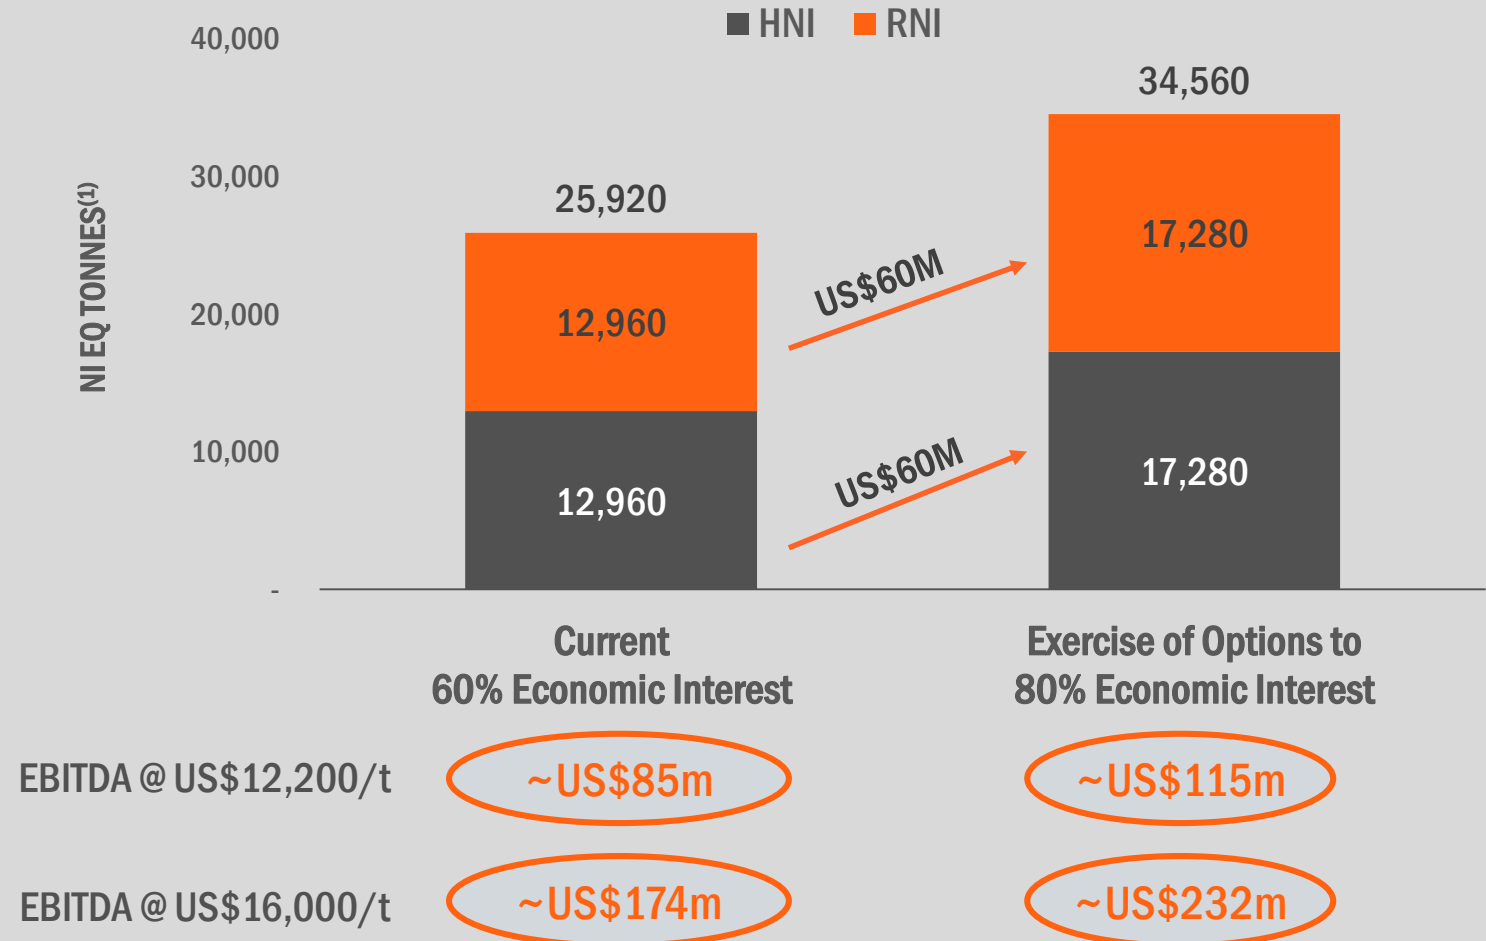 HNI RNI
40,000
30,000
20,000
10,000
-
NI EQ TONNES(1)
25,920
12,960
12,960
US$60M
US$60M
34,560
17,280
17,280
Current
60% Economic Interest
Exercise of Options to
80% Economic Interest
EBITDA @ US$12,200/t ~US$85m ~US$115m
EBITDA @ US$16,000/t ~US$174m ~US$232m